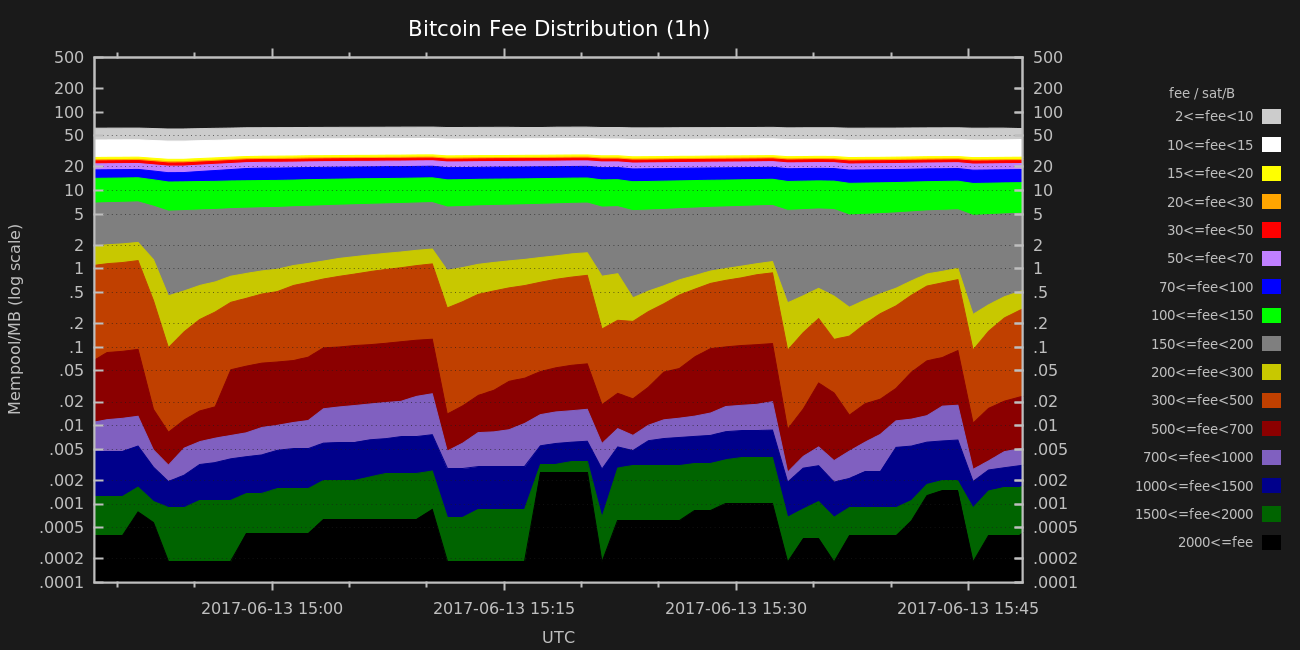 Bitcoin Fee Distribution (1h)
Mempool/MB (log scale)
500
200
100
50
20
10
5
2
1
.5
.2
.1
.05
.02
.01
.005
.002
.001
.0005
.0002
.0001
500
200
100
50
20
10
5
2
1
.5
.2
.1
.05
.02
.01
.005
.002
.001
.0005
.0002
.0001
2017-06-13 15:00
2017-06-13 15:15
2017-06-13 15:30
2017-06-13 15:45
UTC
fee / sat/B
2<=fee<10
10<=fee<15
15<=fee<20
20<=fee<30
30<=fee<50
50<=fee<70
70<=fee<100
100<=fee<150
150<=fee<200
200<=fee<300
300<=fee<500
500<=fee<700
700<=fee<1000
1000<=fee<1500
1500<=fee<2000
2000<=fee